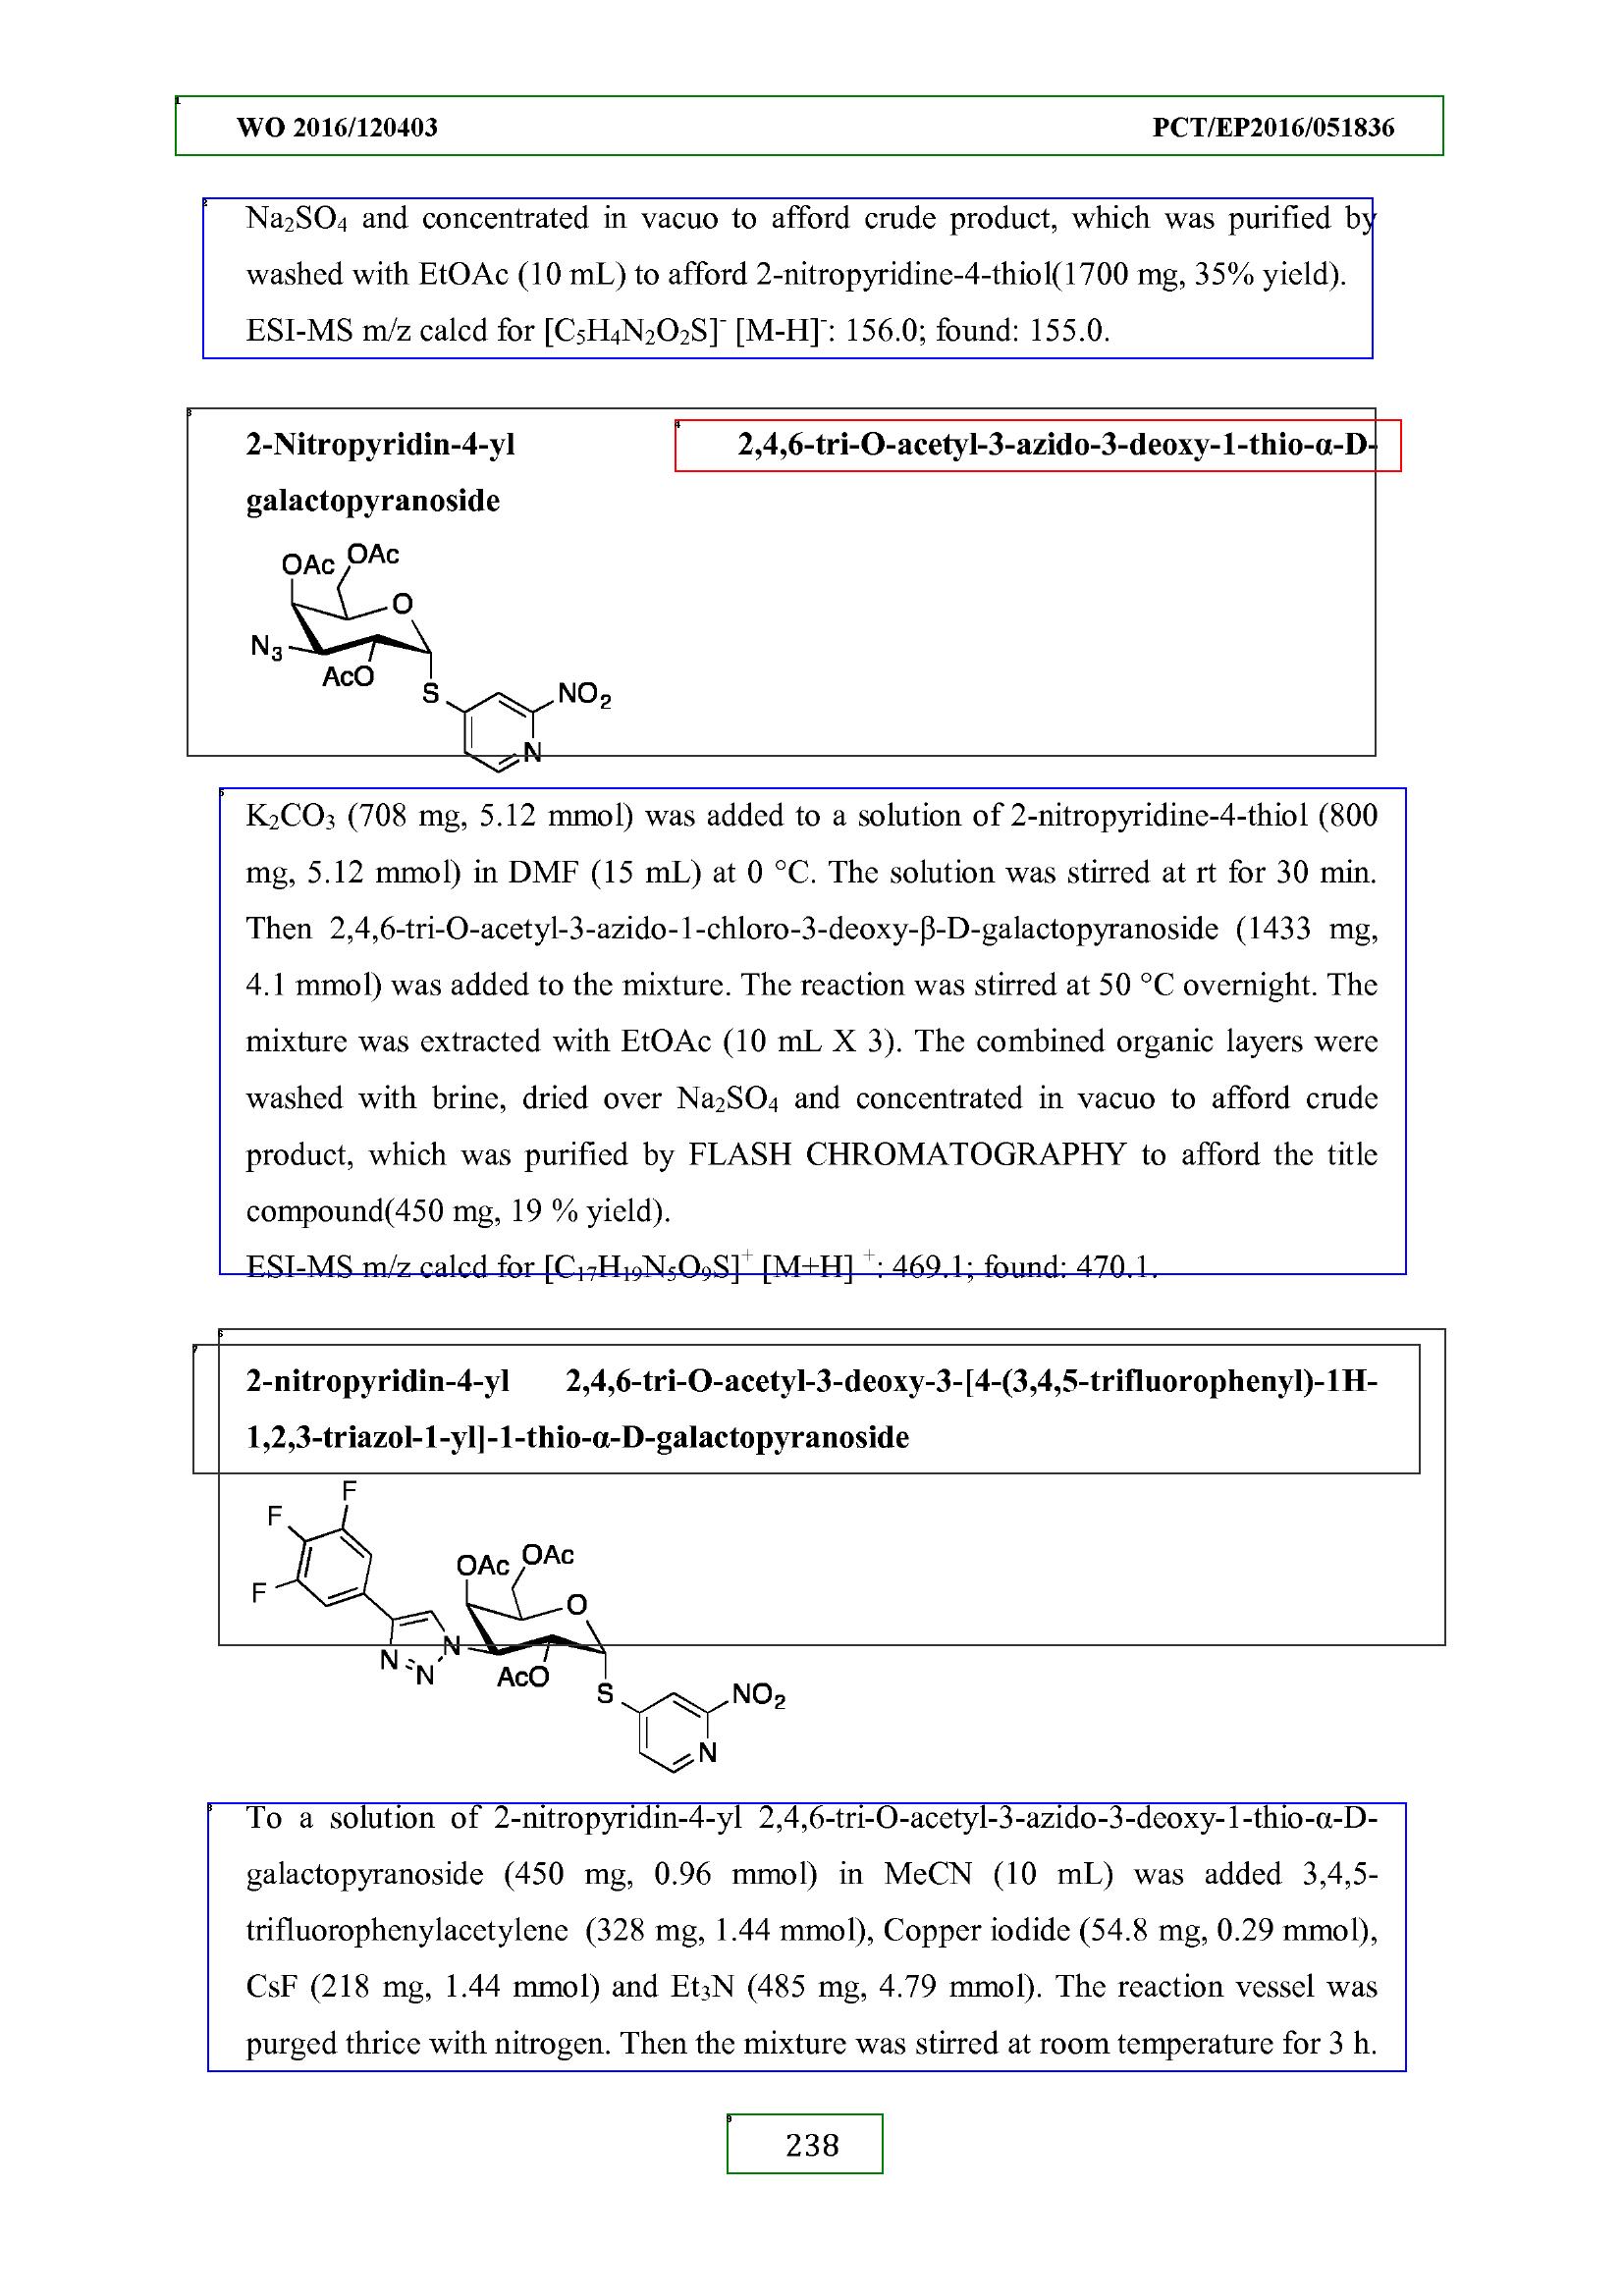 WO 2016/120403 PCT/EP2016/051836
Na₂SO₄ and concentrated in vacuo to afford crude product, which was purified by
washed with EtOAc (10 mL) to afford 2-nitropyridine-4-thiol(1700 mg, 35% yield).
ESI-MS m/z calcd for [C₅H₄N₂O₂S]⁻ [M-H]⁻: 156.0; found: 155.0.
2-Nitropyridin-4-yl 2,4,6-tri-O-acetyl-3-azido-3-deoxy-1-thio-α-D-
galactopyranoside
OAc OAc
O
N₃
AcO
S
NO₂
N
K₂CO₃ (708 mg, 5.12 mmol) was added to a solution of 2-nitropyridine-4-thiol (800
mg, 5.12 mmol) in DMF (15 mL) at 0 °C. The solution was stirred at rt for 30 min.
Then 2,4,6-tri-O-acetyl-3-azido-1-chloro-3-deoxy-β-D-galactopyranoside (1433 mg,
4.1 mmol) was added to the mixture. The reaction was stirred at 50 °C overnight. The
mixture was extracted with EtOAc (10 mL X 3). The combined organic layers were
washed with brine, dried over Na₂SO₄ and concentrated in vacuo to afford crude
product, which was purified by FLASH CHROMATOGRAPHY to afford the title
compound(450 mg, 19 % yield).
ESI-MS m/z calcd for [C₁₇H₁₉N₅O₉S]⁺ [M+H] ⁺: 469.1; found: 470.1.
2-nitropyridin-4-yl 2,4,6-tri-O-acetyl-3-deoxy-3-[4-(3,4,5-trifluorophenyl)-1H-
1,2,3-triazol-1-yl]-1-thio-α-D-galactopyranoside
F
F
F
OAc OAc
O
N
N
N
AcO
S
NO₂
N
To a solution of 2-nitropyridin-4-yl 2,4,6-tri-O-acetyl-3-azido-3-deoxy-1-thio-α-D-
galactopyranoside (450 mg, 0.96 mmol) in MeCN (10 mL) was added 3,4,5-
trifluorophenylacetylene (328 mg, 1.44 mmol), Copper iodide (54.8 mg, 0.29 mmol),
CsF (218 mg, 1.44 mmol) and Et₃N (485 mg, 4.79 mmol). The reaction vessel was
purged thrice with nitrogen. Then the mixture was stirred at room temperature for 3 h.
238